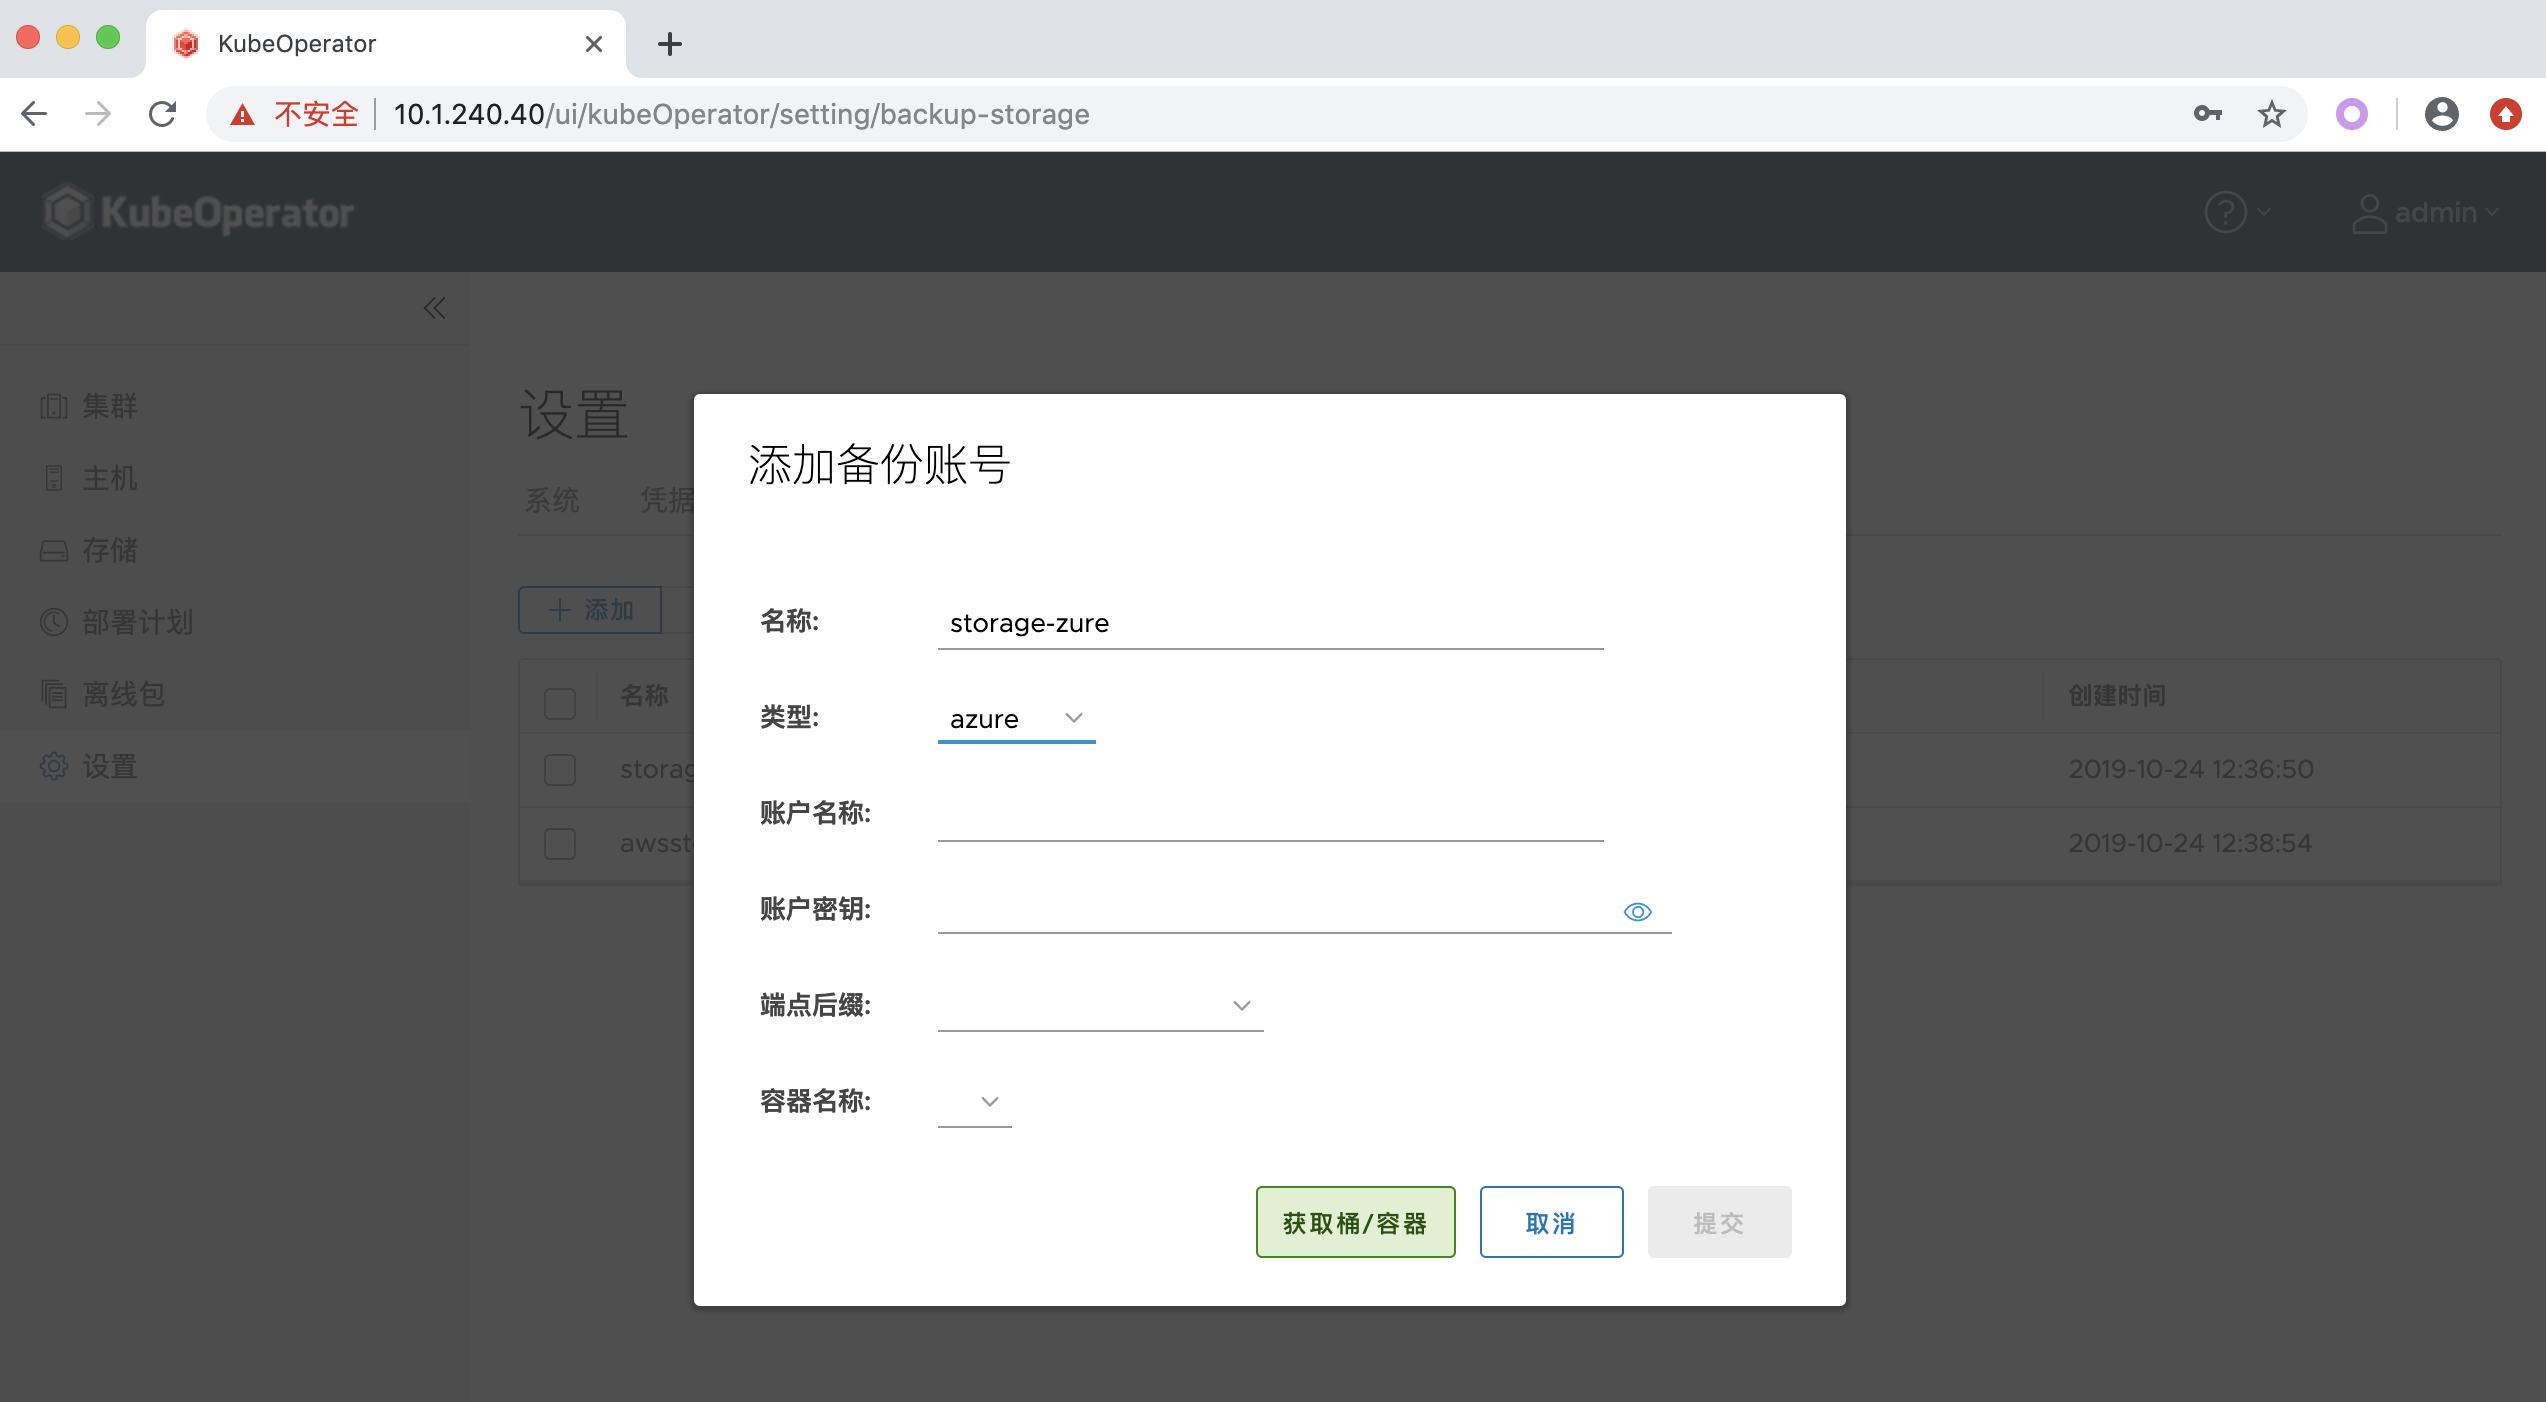 KubeOperator
不安全 10.1.240.40/ui/kubeOperator/setting/backup-storage
KubeOperator
? admin
集群
主机
存储
部署计划
离线包
设置
设置
系统 凭据
添加
名称 创建时间
storag 2019-10-24 12:36:50
awsst 2019-10-24 12:38:54
添加备份账号
名称: storage-zure
类型: azure
账户名称:
账户密钥:
端点后缀:
容器名称:
获取桶/容器 取消 提交